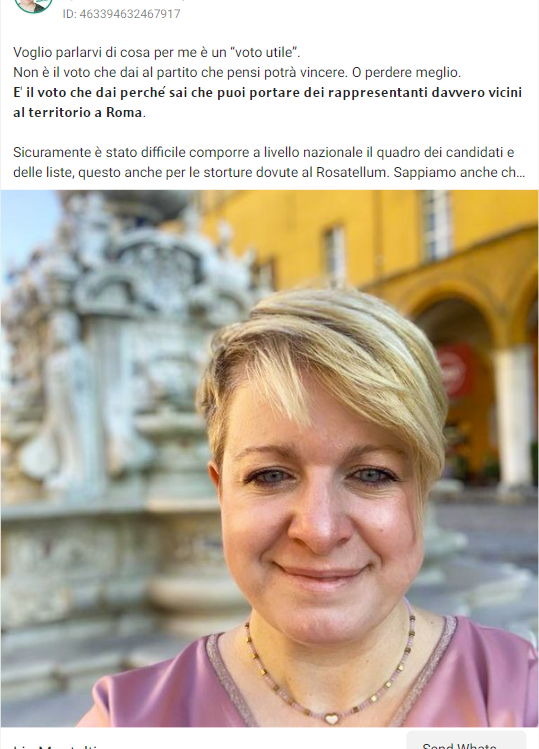 ID: 463394632467917
Voglio parlarvi di cosa per me è un “voto utile”.
Non è il voto che dai al partito che pensi potrà vincere. O perdere meglio.
E' il voto che dai perché sai che puoi portare dei rappresentanti davvero vicini
al territorio a Roma.
Sicuramente è stato difficile comporre a livello nazionale il quadro dei candidati e
delle liste, questo anche per le storture dovute al Rosatellum. Sappiamo anche ch...
Send Whats...